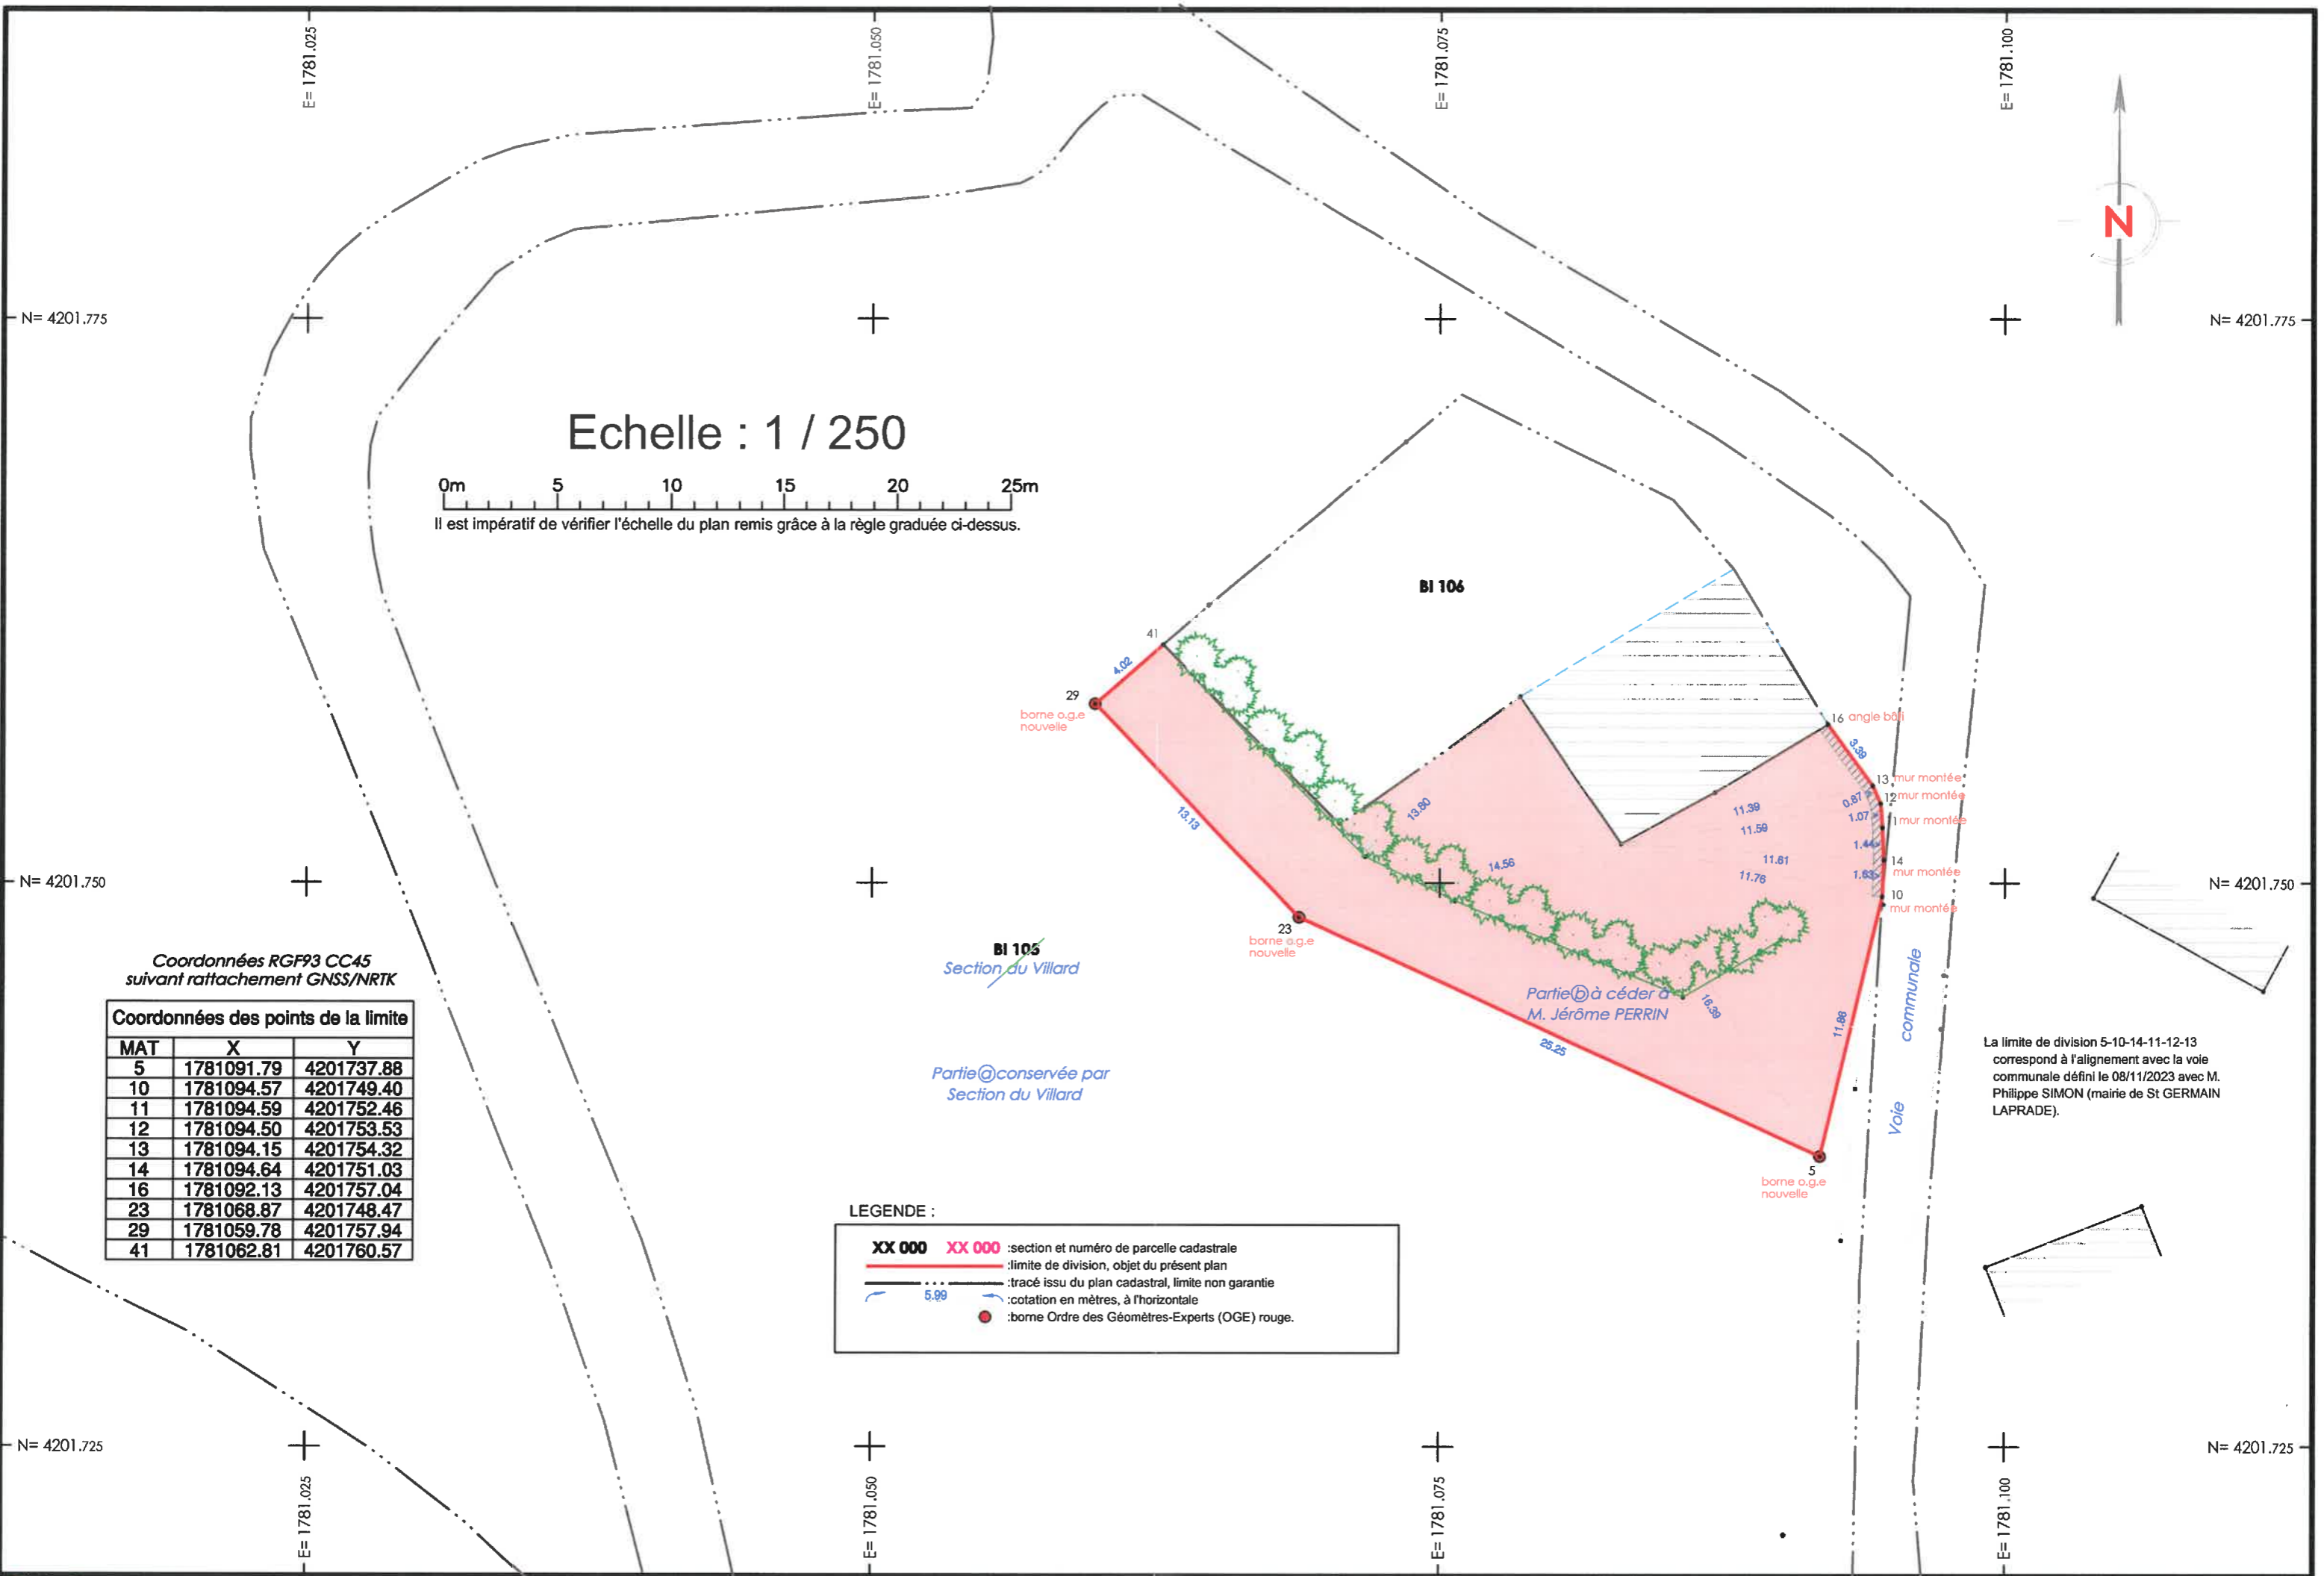 E= 1781.025
E= 1781.050
E= 1781.075
E= 1781.100
N
N= 4201.775
N= 4201.775
Echelle : 1 / 250
0m 5 10 15 20 25m
Il est impératif de vérifier l'échelle du plan remis grâce à la règle graduée ci-dessus.
BI 106
41
4.02
29
borne o.g.e
nouvelle
16 angle bâti
3.39
13 mur montée
12 mur montée
0.87
1.07
1 mur montée
1.44
14
mur montée
1.63
10
mur montée
13.80
11.39
11.59
11.61
11.76
14.56
13.13
N= 4201.750
N= 4201.750
23
borne o.g.e
nouvelle
BI 105
Section du Villard
Partie ⓑ à céder à
M. Jérôme PERRIN
16.39
11.86
25.25
Voie communale
Partie ⓐ conservée par
Section du Villard
5
borne o.g.e
nouvelle
La limite de division 5-10-14-11-12-13
correspond à l'alignement avec la voie
communale défini le 08/11/2023 avec M.
Philippe SIMON (mairie de St GERMAIN
LAPRADE).
Coordonnées RGF93 CC45
suivant rattachement GNSS/NRTK
Coordonnées des points de la limite
MAT X Y
5 1781091.79 4201737.88
10 1781094.57 4201749.40
11 1781094.59 4201752.46
12 1781094.50 4201753.53
13 1781094.15 4201754.32
14 1781094.64 4201751.03
16 1781092.13 4201757.04
23 1781068.87 4201748.47
29 1781059.78 4201757.94
41 1781062.81 4201760.57
LEGENDE :
XX 000 XX 000 :section et numéro de parcelle cadastrale
:limite de division, objet du présent plan
:tracé issu du plan cadastral, limite non garantie
5.99 :cotation en mètres, à l'horizontale
:borne Ordre des Géomètres-Experts (OGE) rouge.
N= 4201.725
N= 4201.725
E= 1781.025
E= 1781.050
E= 1781.075
E= 1781.100